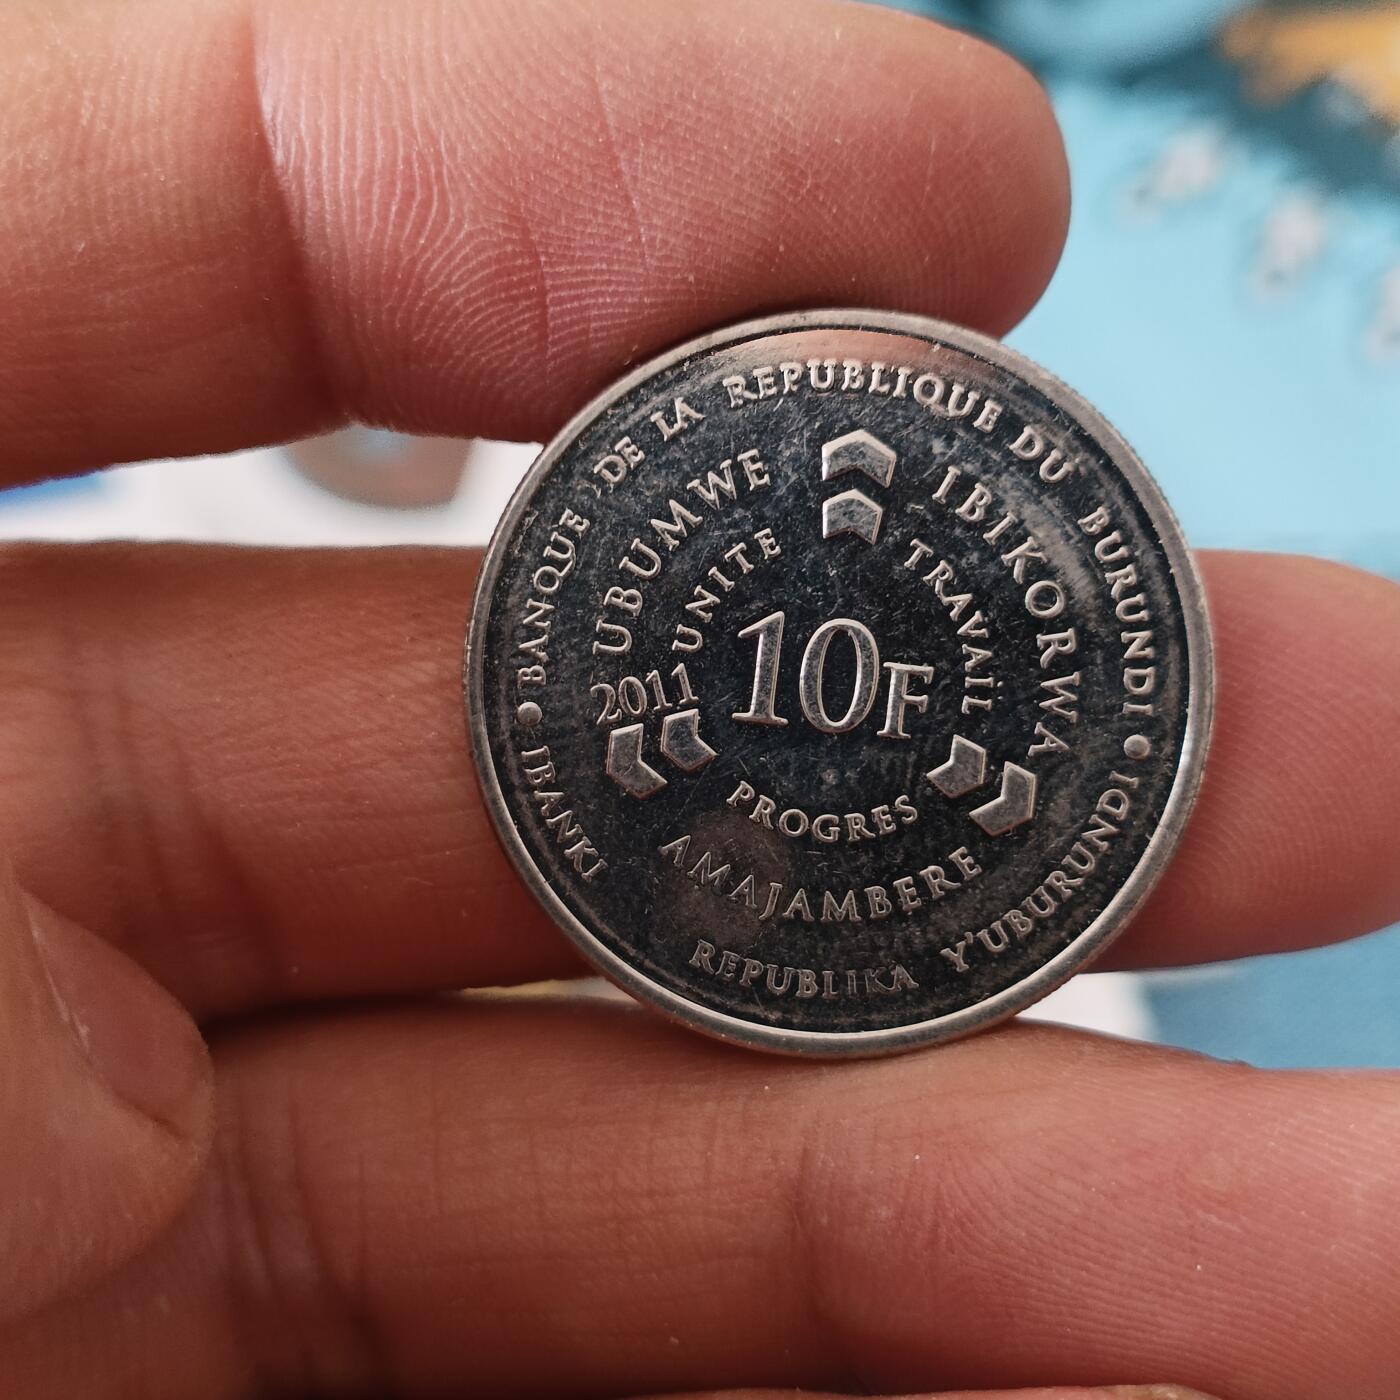 BANQUE DE LA REPUBLIQUE DU BURUNDI
IBANKI REPUBLIKA Y'UBURUNDI
UBUMWE
IBIKORWA
UNITE
TRAVAIL
2011
10F
PROGRES
AMAJAMBERE